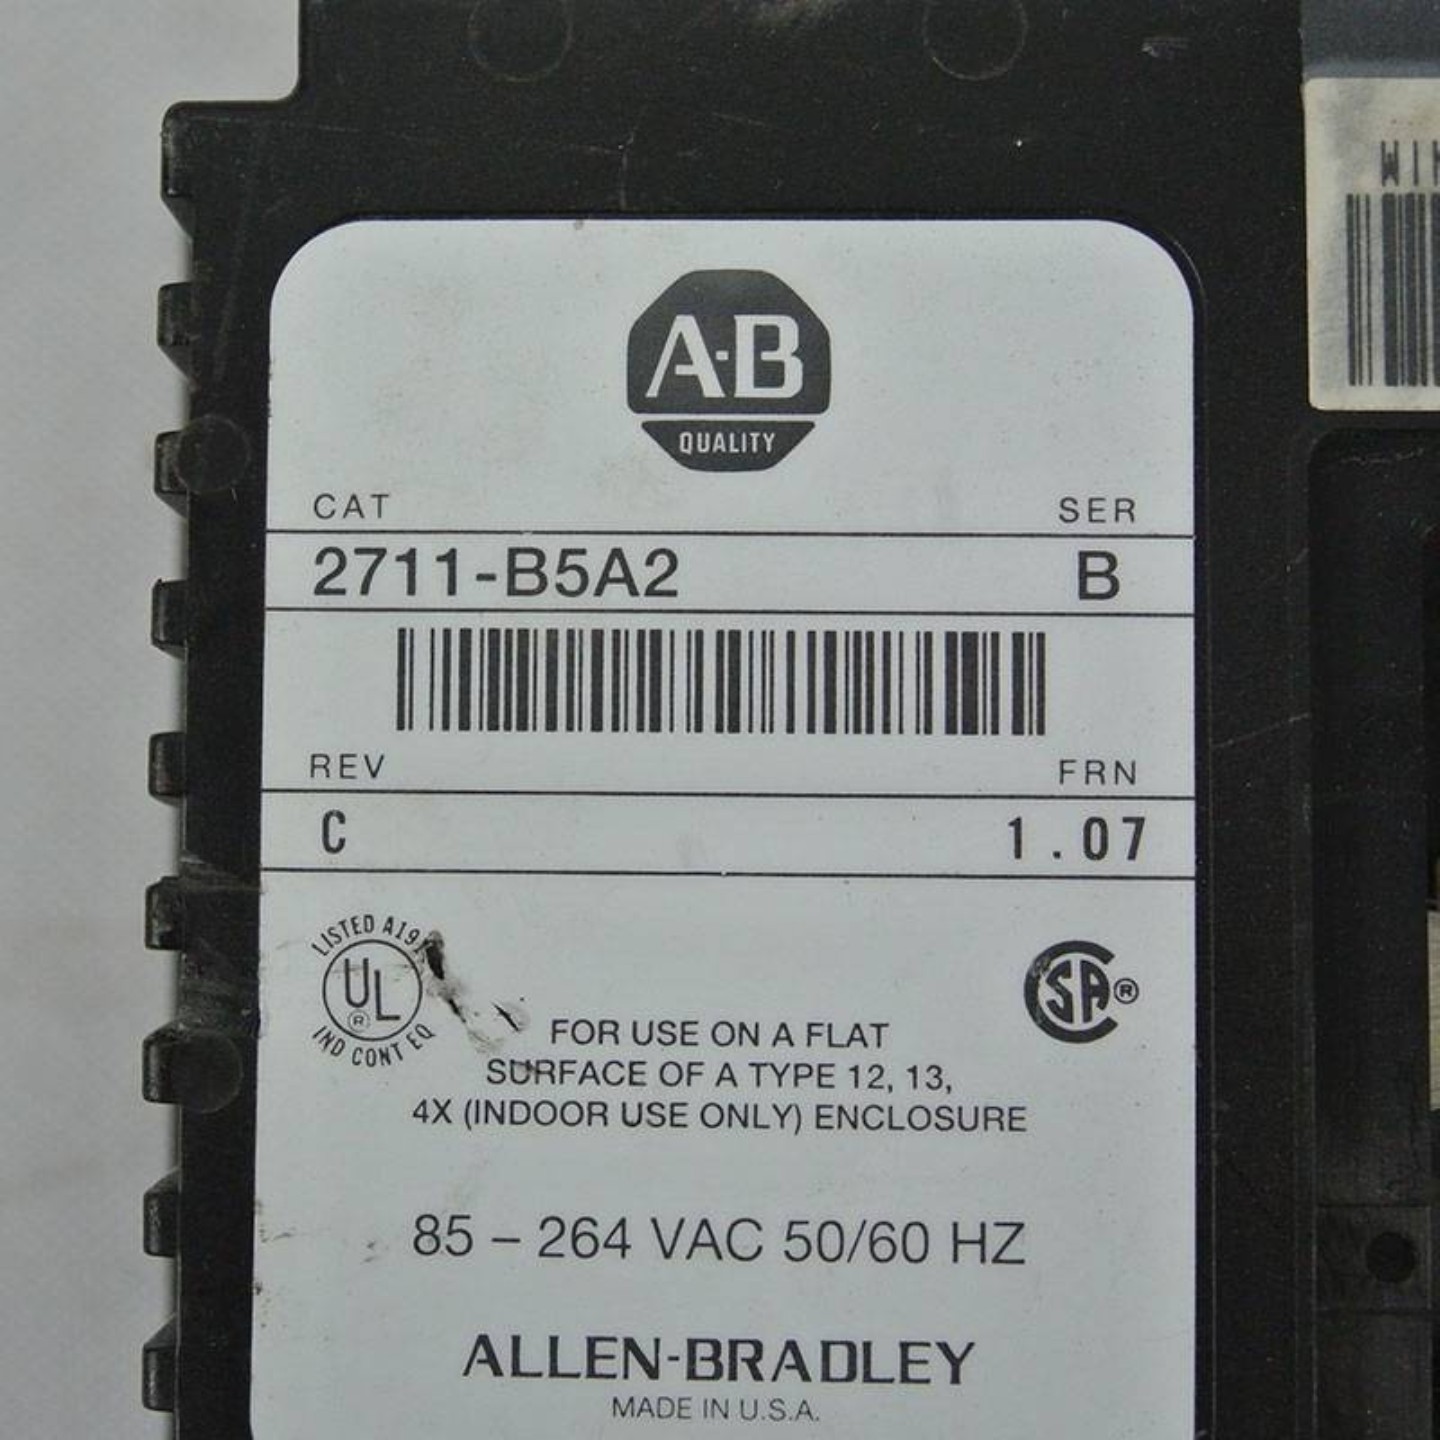 A-B
QUALITY
CAT SER
2711-B5A2 B
REV FRN
C 1.07
LISTED
UL®
IND CONT EQ
SA®
FOR USE ON A FLAT
SURFACE OF A TYPE 12, 13,
4X (INDOOR USE ONLY) ENCLOSURE
85 – 264 VAC 50/60 HZ
ALLEN-BRADLEY
MADE IN U.S.A.